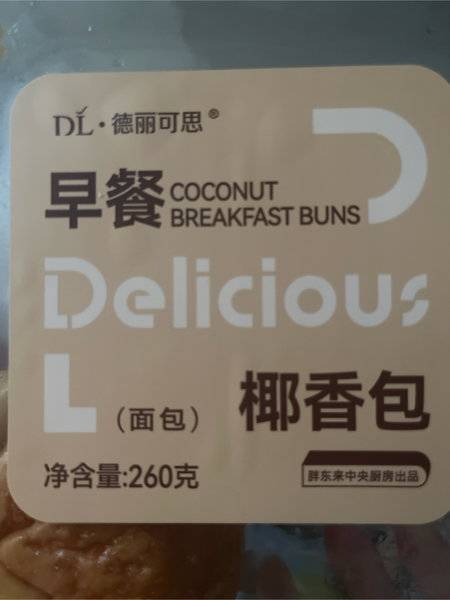 DL·德丽可思®
D
早餐 COCONUT
BREAKFAST BUNS
Delicious
L
(面包)
椰香包
净含量:260克
胖东来中央厨房出品